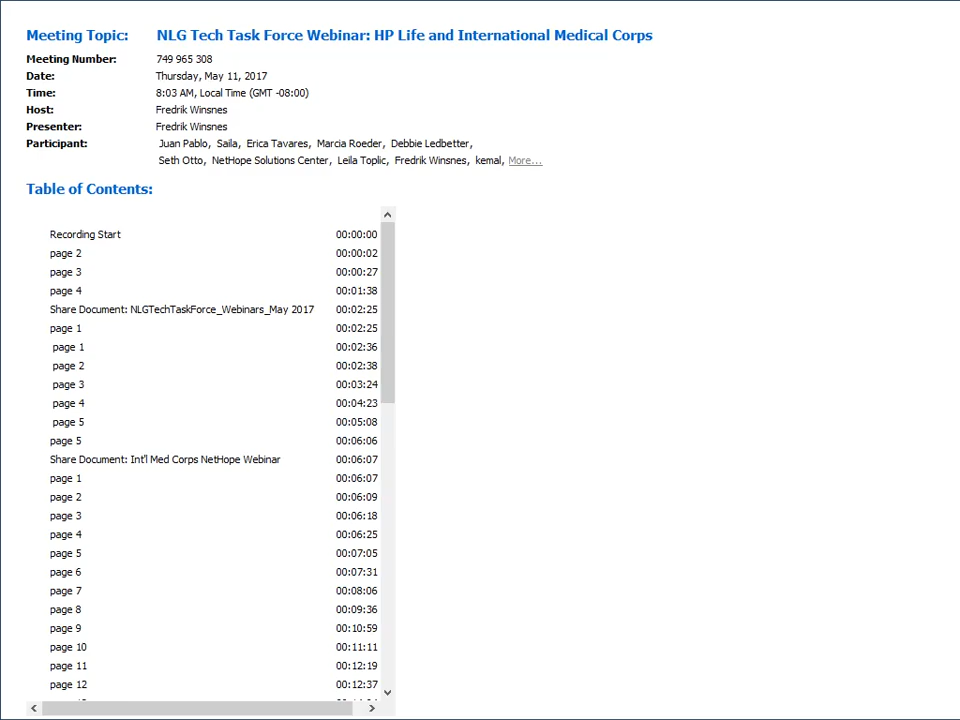 Meeting Topic: NLG Tech Task Force Webinar: HP Life and International Medical Corps
Meeting Number: 749 965 308
Date: Thursday, May 11, 2017
Time: 8:03 AM, Local Time (GMT -08:00)
Host: Fredrik Winsnes
Presenter: Fredrik Winsnes
Participant: Juan Pablo, Saila, Erica Tavares, Marcia Roeder, Debbie Ledbetter,
Seth Otto, NetHope Solutions Center, Leila Toplic, Fredrik Winsnes, kemal, More...
Table of Contents:
Recording Start 00:00:00
page 2 00:00:02
page 3 00:00:27
page 4 00:01:38
Share Document: NLGTechTaskForce_Webinars_May 2017 00:02:25
page 1 00:02:25
page 1 00:02:36
page 2 00:02:38
page 3 00:03:24
page 4 00:04:23
page 5 00:05:08
page 5 00:06:06
Share Document: Int'l Med Corps NetHope Webinar 00:06:07
page 1 00:06:07
page 2 00:06:09
page 3 00:06:18
page 4 00:06:25
page 5 00:07:05
page 6 00:07:31
page 7 00:08:06
page 8 00:09:36
page 9 00:10:59
page 10 00:11:11
page 11 00:12:19
page 12 00:12:37